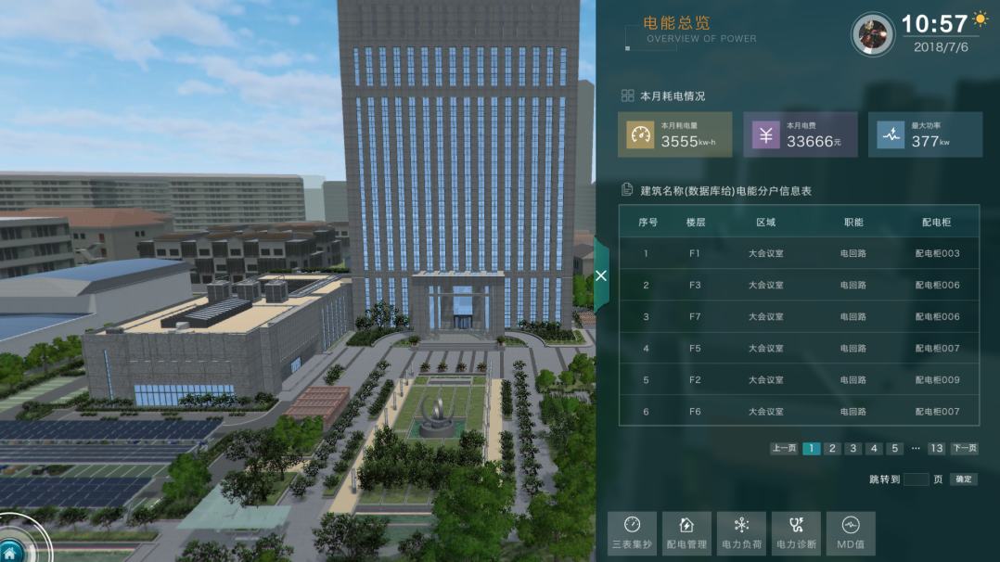 电能总览
OVERVIEW OF POWER
10:57
2018/7/6
本月耗电情况
本月耗电量
3555kw-h
本月电费
33666元
最大功率
377kw
建筑名称(数据库给)电能分户信息表
序号 楼层 区域 职能 配电柜
1 F1 大会议室 电回路 配电柜003
2 F3 大会议室 电回路 配电柜006
3 F7 大会议室 电回路 配电柜006
4 F5 大会议室 电回路 配电柜007
5 F2 大会议室 电回路 配电柜009
6 F6 大会议室 电回路 配电柜007
上一页 1 2 3 4 5 ··· 13 下一页
跳转到 页 确定
三表集抄 配电管理 电力负荷 电力诊断 MD值